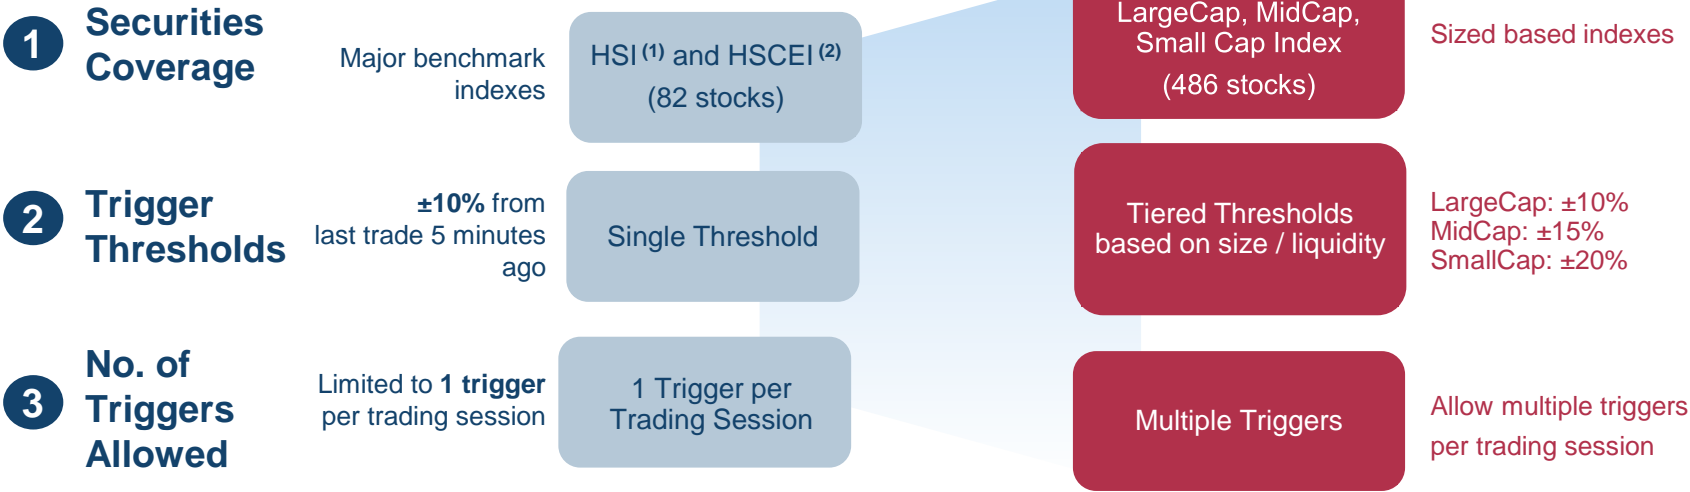 1
Securities
Coverage
Major benchmark
indexes
HSI (1) and HSCEI (2)
(82 stocks)
LargeCap, MidCap,
Small Cap Index
(486 stocks)
Sized based indexes
2
Trigger
Thresholds
±10% from
last trade 5 minutes
ago
Single Threshold
Tiered Thresholds
based on size / liquidity
LargeCap: ±10%
MidCap: ±15%
SmallCap: ±20%
3
No. of
Triggers
Allowed
Limited to 1 trigger
per trading session
1 Trigger per
Trading Session
Multiple Triggers
Allow multiple triggers
per trading session